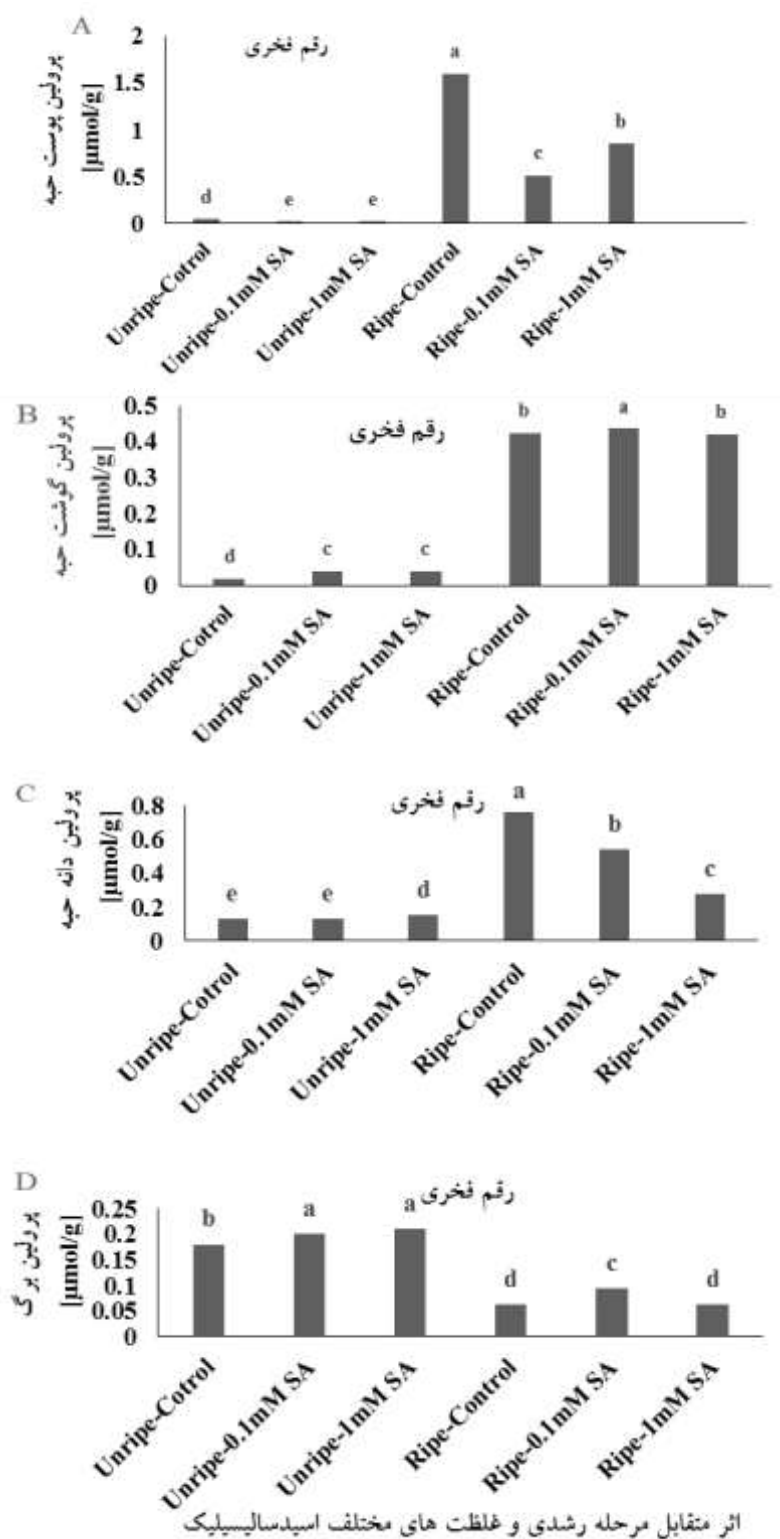 A
رقم فخری
پرولین پوست حبه
[µmol/g]
2
1.5
1
0.5
0
d
e
e
a
c
b
Unripe-Cotrol
Unripe-0.1mM SA
Unripe-1mM SA
Ripe-Control
Ripe-0.1mM SA
Ripe-1mM SA
B
رقم فخری
پرولین گوشت حبه
[µmol/g]
0.5
0.4
0.3
0.2
0.1
0
d
c
c
b
a
b
Unripe-Cotrol
Unripe-0.1mM SA
Unripe-1mM SA
Ripe-Control
Ripe-0.1mM SA
Ripe-1mM SA
C
رقم فخری
پرولین دانه حبه
[µmol/g]
0.8
0.6
0.4
0.2
0
e
e
d
a
b
c
Unripe-Cotrol
Unripe-0.1mM SA
Unripe-1mM SA
Ripe-Control
Ripe-0.1mM SA
Ripe-1mM SA
D
رقم فخری
پرولین برگ
[µmol/g]
0.25
0.2
0.15
0.1
0.05
0
b
a
a
d
c
d
Unripe-Cotrol
Unripe-0.1mM SA
Unripe-1mM SA
Ripe-Control
Ripe-0.1mM SA
Ripe-1mM SA
اثر متقابل مرحله رشدی و غلظت های مختلف اسیدسالیسیلیک